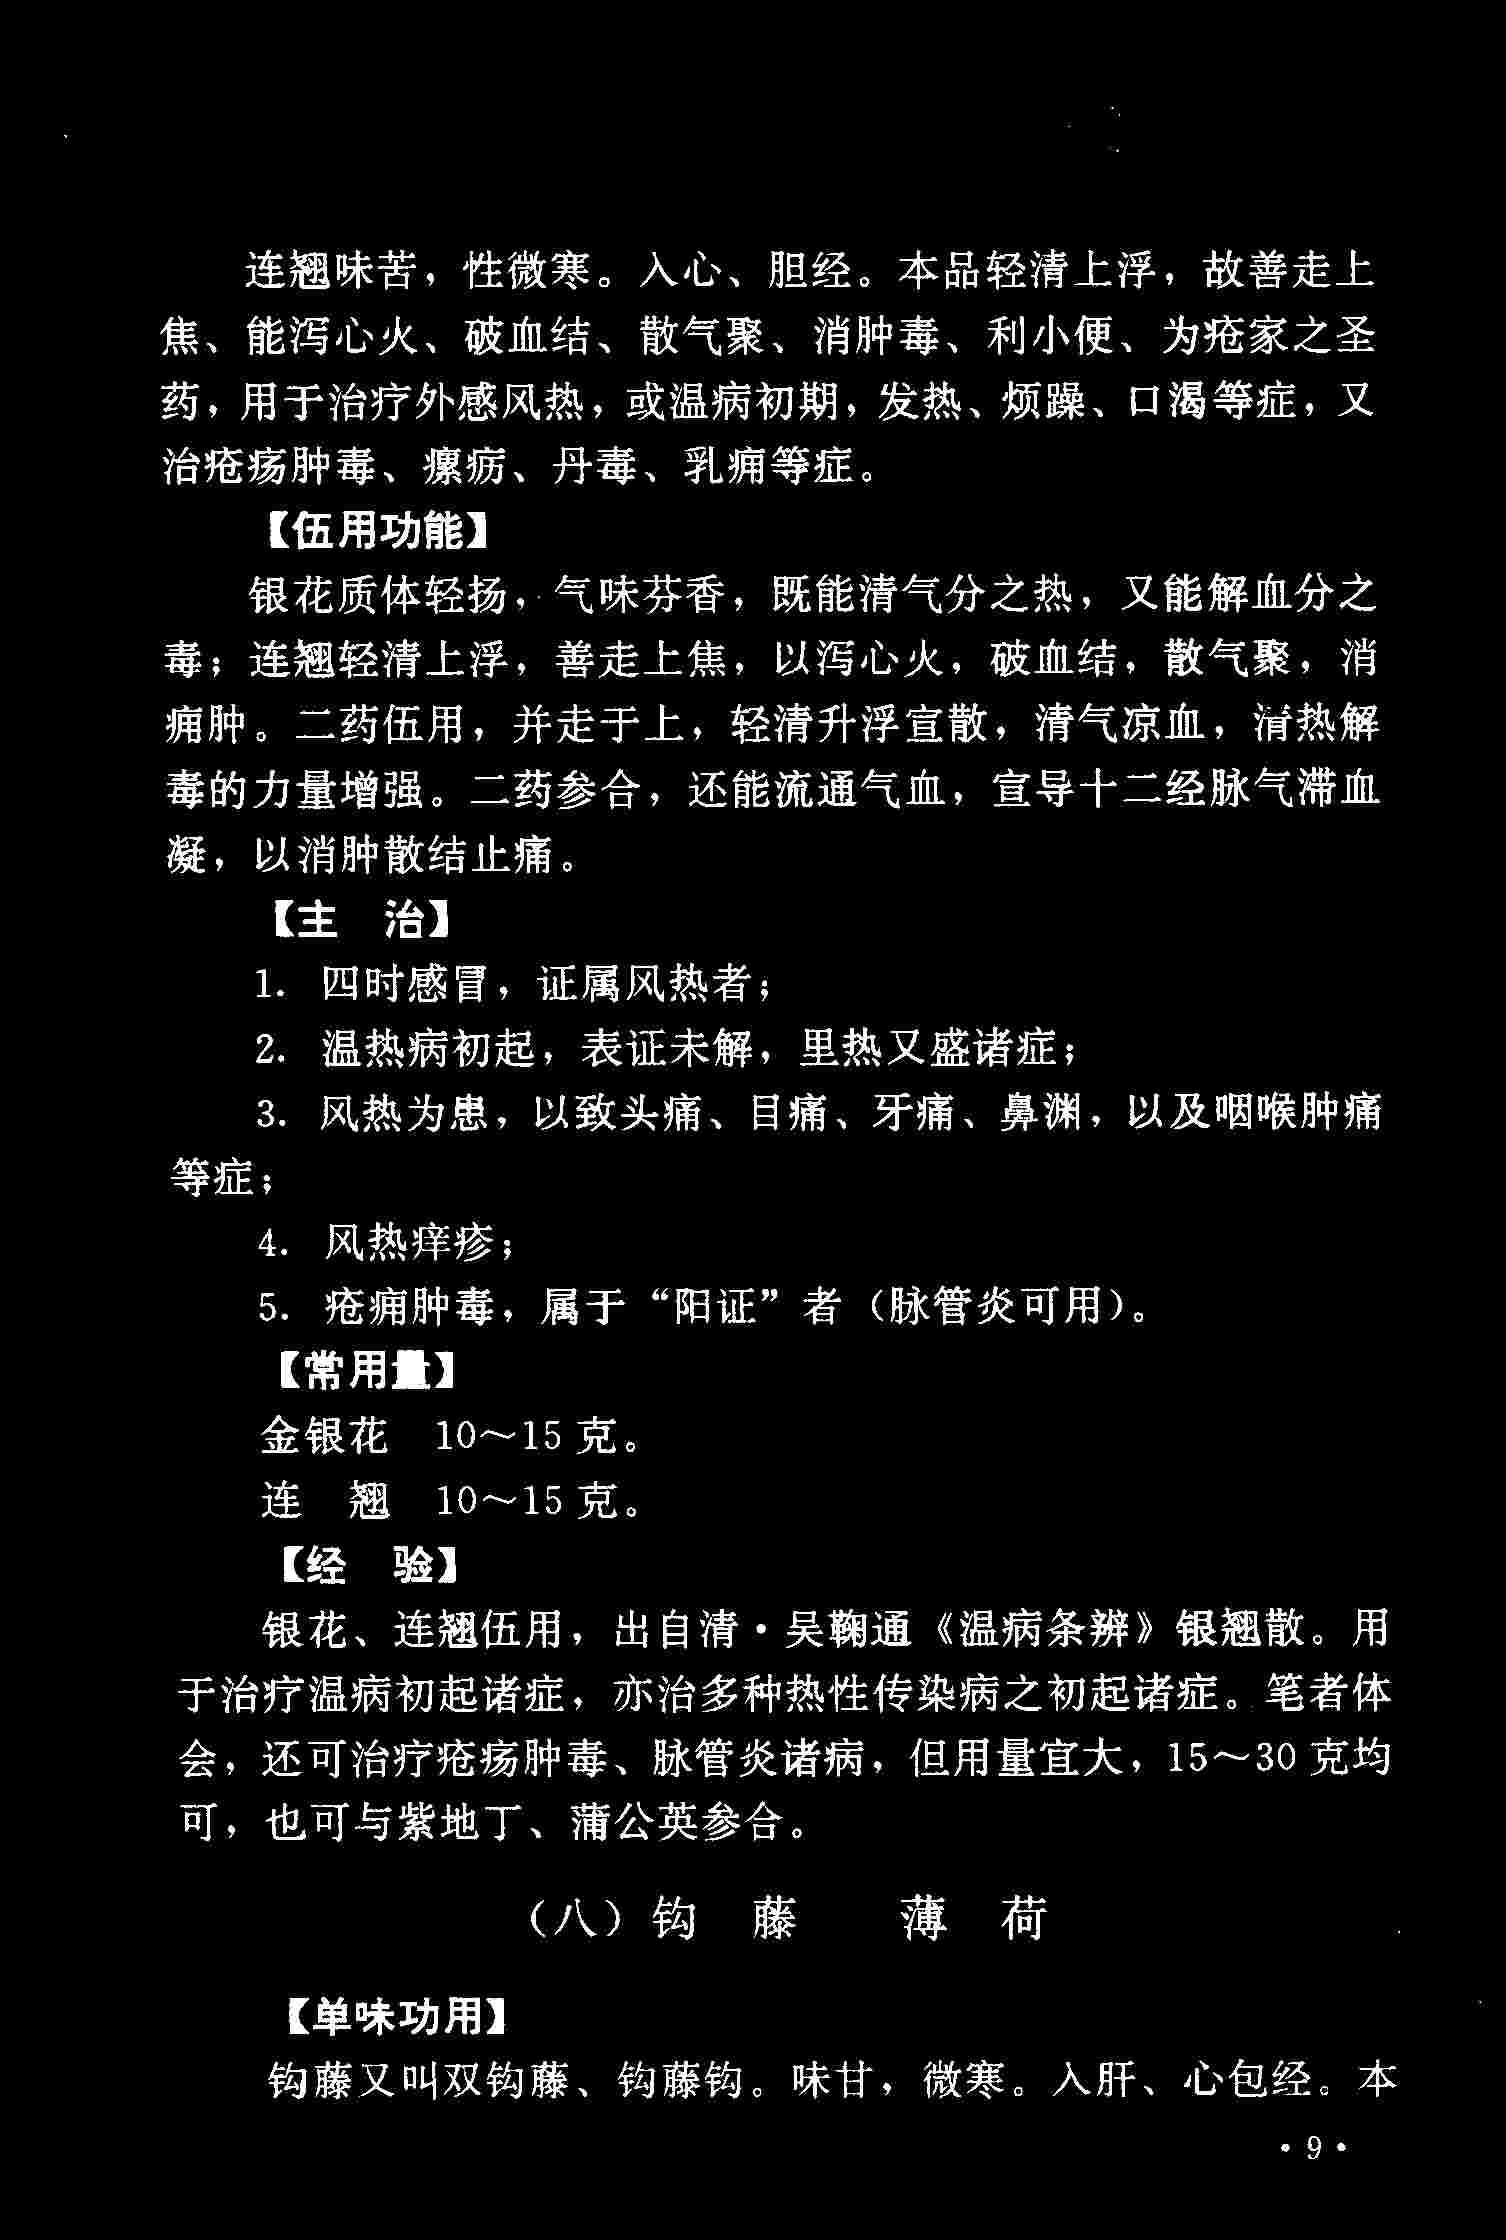 连翘味苦，性微寒。入心、胆经。本品轻清上浮，故善走上
焦、能泻心火、破血结、散气聚、消肿毒、利小便、为疮家之圣
药，用于治疗外感风热，或温病初期，发热、烦躁、口渴等症，又
治疮疡肿毒、瘰疬、丹毒、乳痈等症。
【伍用功能】
银花质体轻扬，气味芬香，既能清气分之热，又能解血分之
毒；连翘轻清上浮，善走上焦，以泻心火，破血结，散气聚，消
痈肿。二药伍用，并走于上，轻清升浮宣散，清气凉血，清热解
毒的力量增强。二药参合，还能流通气血，宣导十二经脉气滞血
凝，以消肿散结止痛。
【主　治】
1. 四时感冒，证属风热者；
2. 温热病初起，表证未解，里热又盛诸症；
3. 风热为患，以致头痛、目痛、牙痛、鼻渊，以及咽喉肿痛
等症；
4. 风热痒疹；
5. 疮痈肿毒，属于“阳证”者（脉管炎可用）。
【常用量】
金银花　10～15 克。
连　翘　10～15 克。
【经　验】
银花、连翘伍用，出自清·吴鞠通《温病条辨》银翘散。用
于治疗温病初起诸症，亦治多种热性传染病之初起诸症。笔者体
会，还可治疗疮疡肿毒、脉管炎诸病，但用量宜大，15～30 克均
可，也可与紫地丁、蒲公英参合。
（八）钩　藤　　薄　荷
【单味功用】
钩藤又叫双钩藤、钩藤钩。味甘，微寒。入肝、心包经。本
·9·